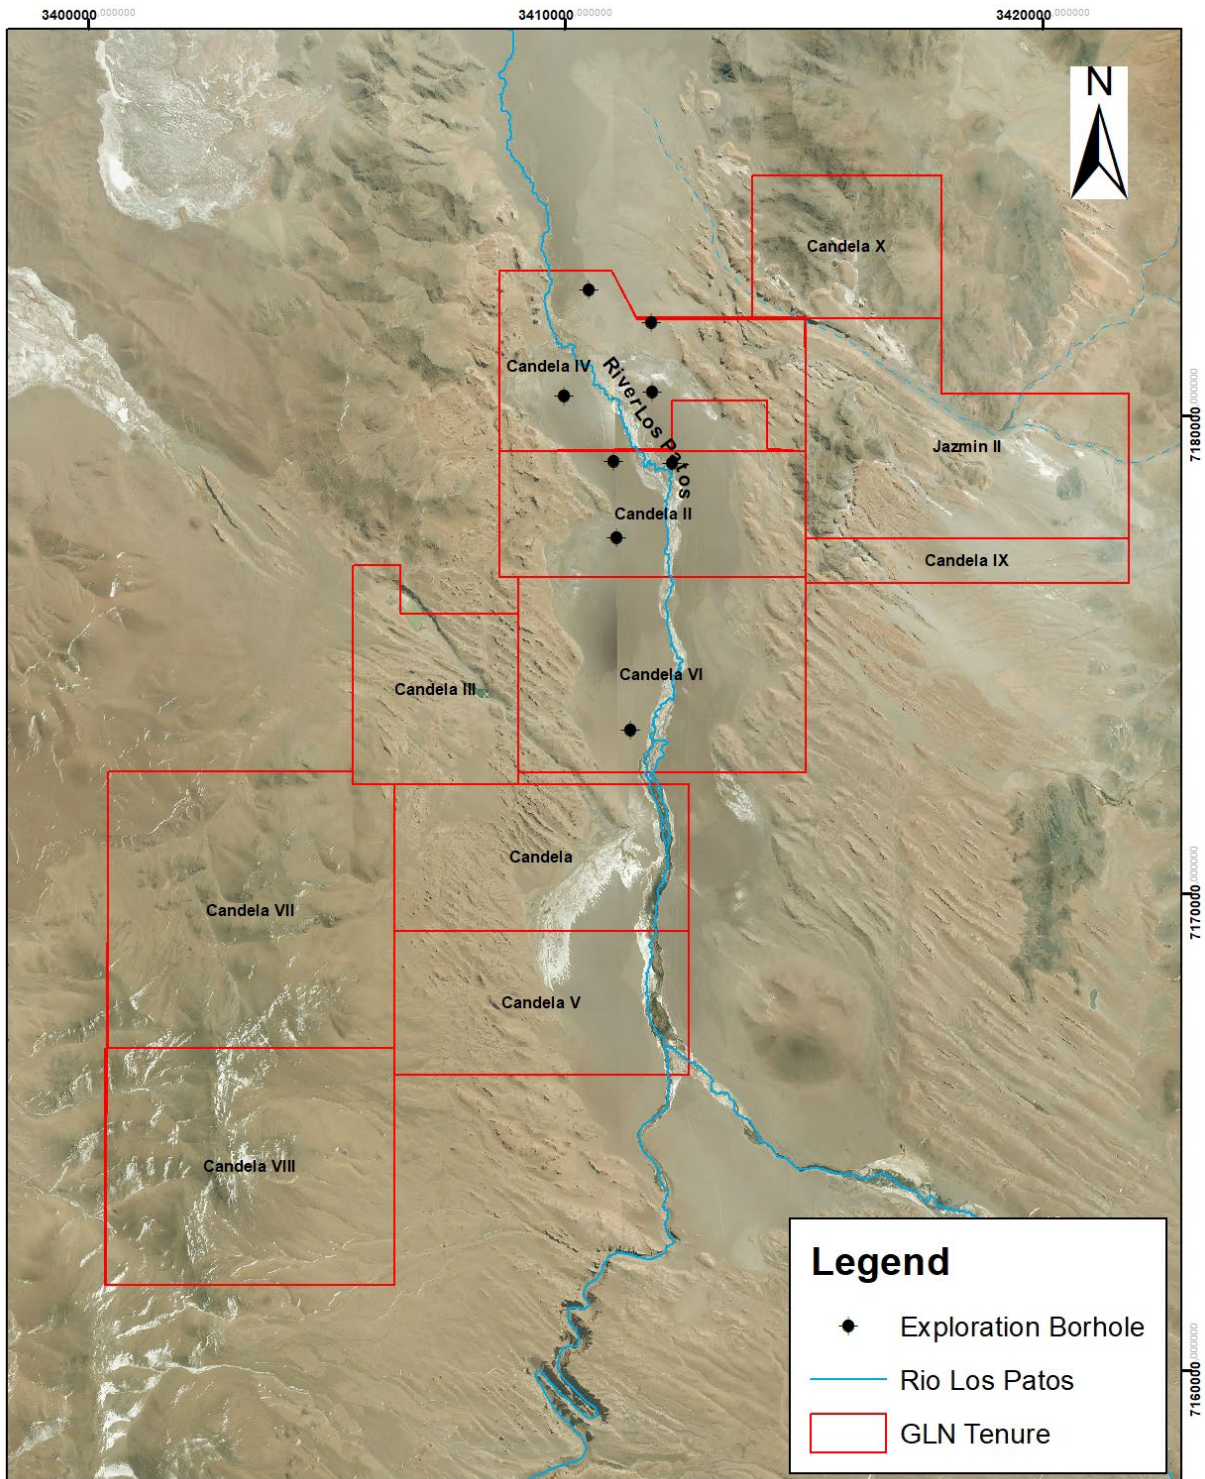 3400000,000000
3410000,000000
3420000,000000
N
Candela X
Candela IV
River Los Patos
7180000,000000
Jazmin II
Candela II
Candela IX
Candela VI
Candela III
Candela
7170000,000000
Candela VII
Candela V
Candela VIII
Legend
Exploration Borhole
Rio Los Patos
GLN Tenure
7160000,000000